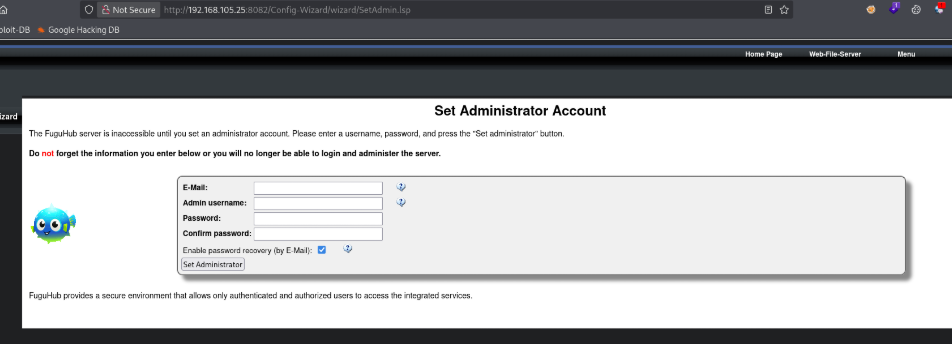 Not Secure http://192.168.105.25:8082/Config-Wizard/wizard/SetAdmin.lsp
ploit-DB Google Hacking DB
Home Page Web-File-Server Menu
izard
Set Administrator Account
The FuguHub server is inaccessible until you set an administrator account. Please enter a username, password, and press the "Set administrator" button.
Do not forget the information you enter below or you will no longer be able to login and administer the server.
E-Mail:
Admin username:
Password:
Confirm password:
Enable password recovery (by E-Mail):
Set Administrator
FuguHub provides a secure environment that allows only authenticated and authorized users to access the integrated services.